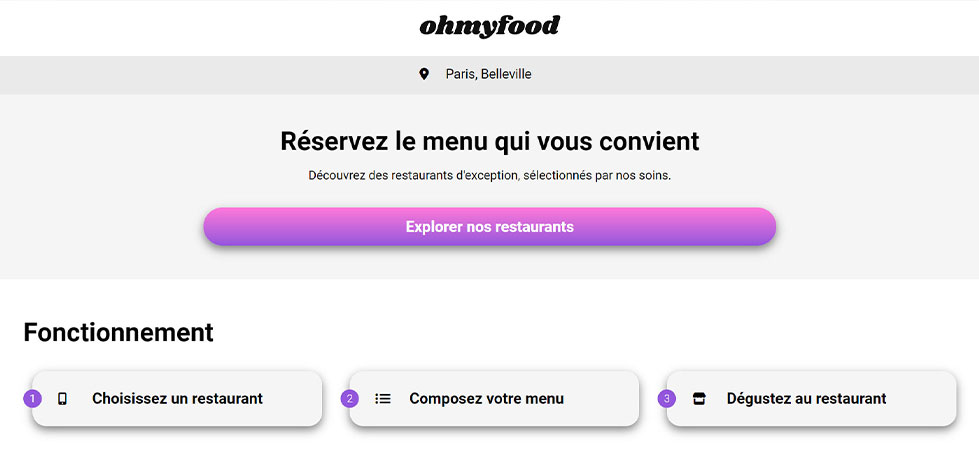 ohmyfood
Paris, Belleville
Réservez le menu qui vous convient
Découvrez des restaurants d'exception, sélectionnés par nos soins.
Explorer nos restaurants
Fonctionnement
1 Choisissez un restaurant
2 Composez votre menu
3 Dégustez au restaurant